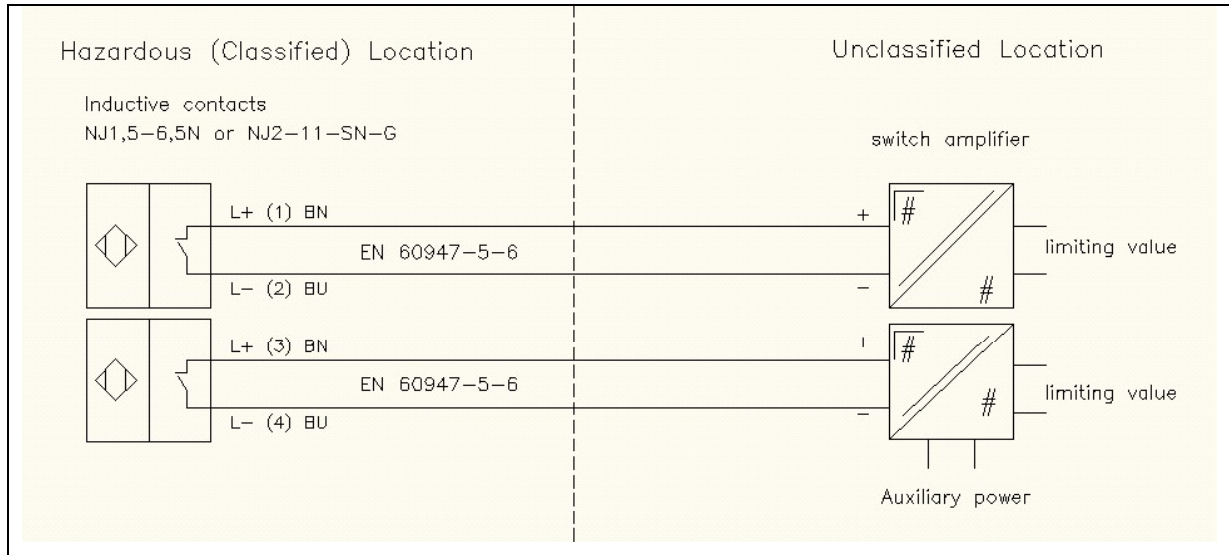 Hazardous (Classified) Location
Unclassified Location
Inductive contacts
NJ1,5-6,5N or NJ2-11-SN-G
switch amplifier
L+ (1) BN
+
#
EN 60947-5-6
limiting value
L- (2) BU
-
#
L+ (3) BN
#
EN 60947-5-6
#
limiting value
L- (4) BU
-
Auxiliary power